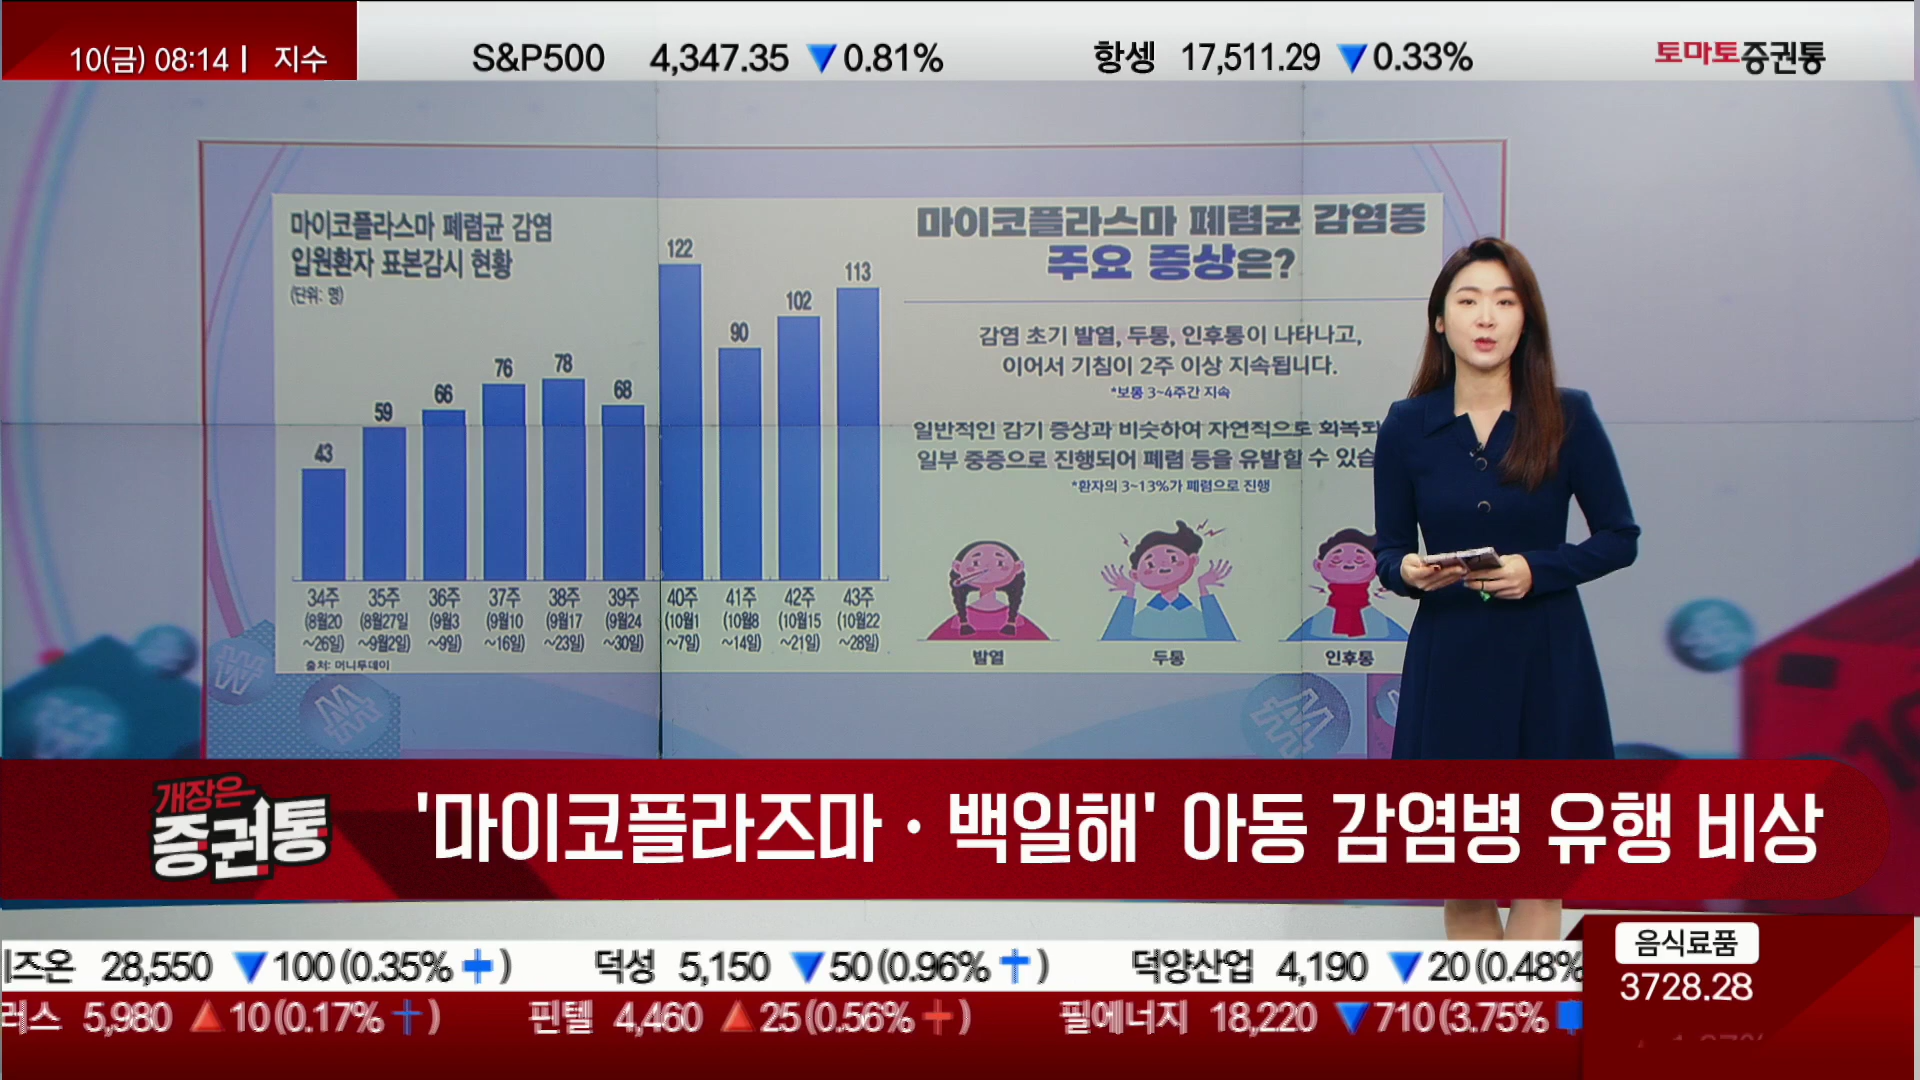 10(금) 08:14 | 지수
S&P500 4,347.35 ▼0.81%
항셍 17,511.29 ▼0.33%
토마토증권통
마이코플라스마 폐렴균 감염
입원환자 표본감시 현황
(단위: 명)
43
59
66
76
78
68
122
90
102
113
34주 (8월20 ~26일)
35주 (8월27일 ~9월2일)
36주 (9월3 ~9일)
37주 (9월10 ~16일)
38주 (9월17 ~23일)
39주 (9월24 ~30일)
40주 (10월1 ~7일)
41주 (10월8 ~14일)
42주 (10월15 ~21일)
43주 (10월22 ~28일)
출처: 머니투데이
마이코플라스마 폐렴균 감염증
주요 증상은?
감염 초기 발열, 두통, 인후통이 나타나고,
이어서 기침이 2주 이상 지속됩니다.
*보통 3~4주간 지속
일반적인 감기 증상과 비슷하여 자연적으로 회복되
일부 중증으로 진행되어 폐렴 등을 유발할 수 있습
*환자의 3~13%가 폐렴으로 진행
발열
두통
인후통
개장은
증권통
'마이코플라즈마 · 백일해' 아동 감염병 유행 비상
즈온 28,550 ▼100(0.35%
덕성 5,150 ▼50(0.96%
덕양산업 4,190 ▼20(0.48%
러스 5,980 ▲10(0.17%
핀텔 4,460 ▲25(0.56%
필에너지 18,220 ▼710(3.75%
음식료품
3728.28